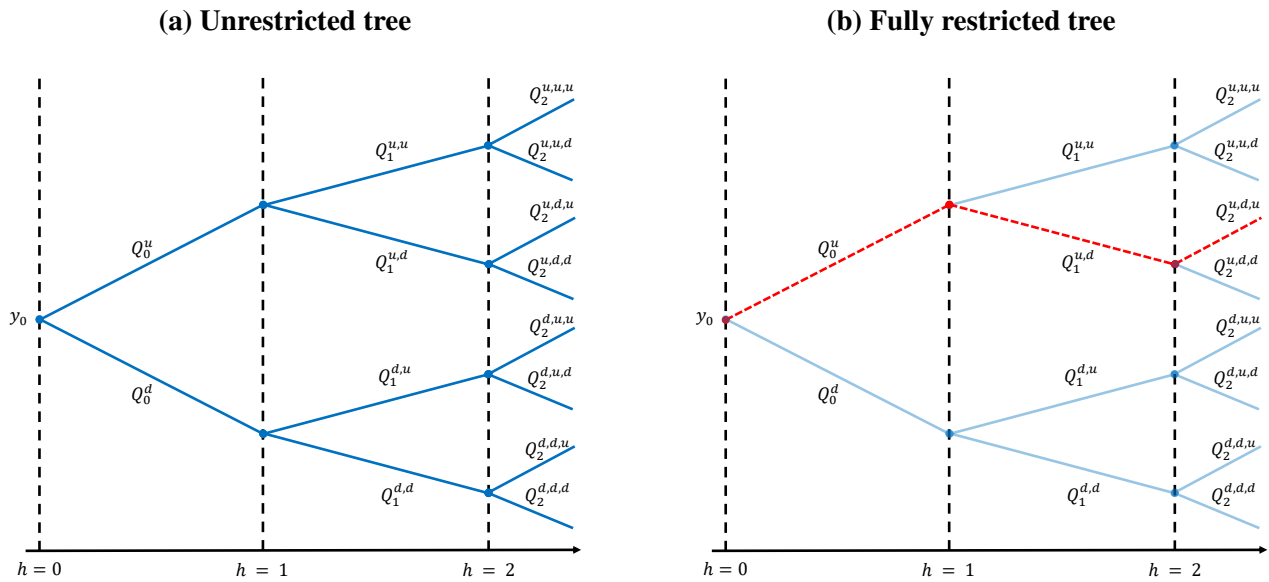 (a) Unrestricted tree
Q_2^{u,u,u}
Q_1^{u,u}
Q_2^{u,u,d}
Q_2^{u,d,u}
Q_0^u
Q_1^{u,d}
Q_2^{u,d,d}
y_0
Q_2^{d,u,u}
Q_1^{d,u}
Q_2^{d,u,d}
Q_0^d
Q_2^{d,d,u}
Q_1^{d,d}
Q_2^{d,d,d}
h = 0
h = 1
h = 2
(b) Fully restricted tree
Q_2^{u,u,u}
Q_1^{u,u}
Q_2^{u,u,d}
Q_2^{u,d,u}
Q_0^u
Q_1^{u,d}
Q_2^{u,d,d}
y_0
Q_2^{d,u,u}
Q_1^{d,u}
Q_2^{d,u,d}
Q_0^d
Q_2^{d,d,u}
Q_1^{d,d}
Q_2^{d,d,d}
h = 0
h = 1
h = 2